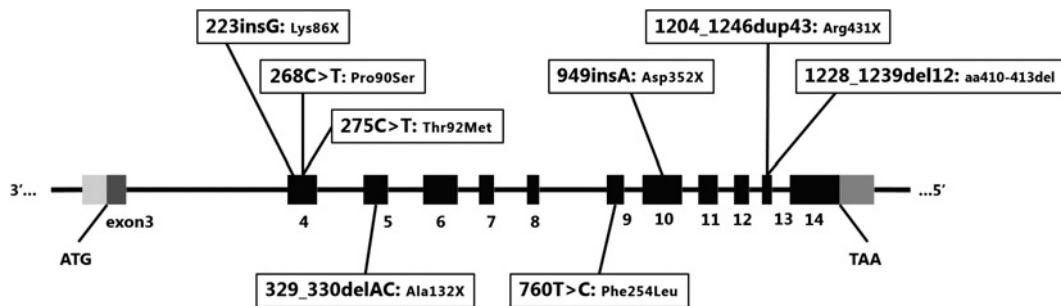 223insG: Lys86X
1204_1246dup43: Arg431X
268C>T: Pro90Ser
949insA: Asp352X
1228_1239del12: aa410-413del
275C>T: Thr92Met
3’...
...5’
exon3
4
5
6
7
8
9
10
11
12
13
14
ATG
TAA
329_330delAC: Ala132X
760T>C: Phe254Leu